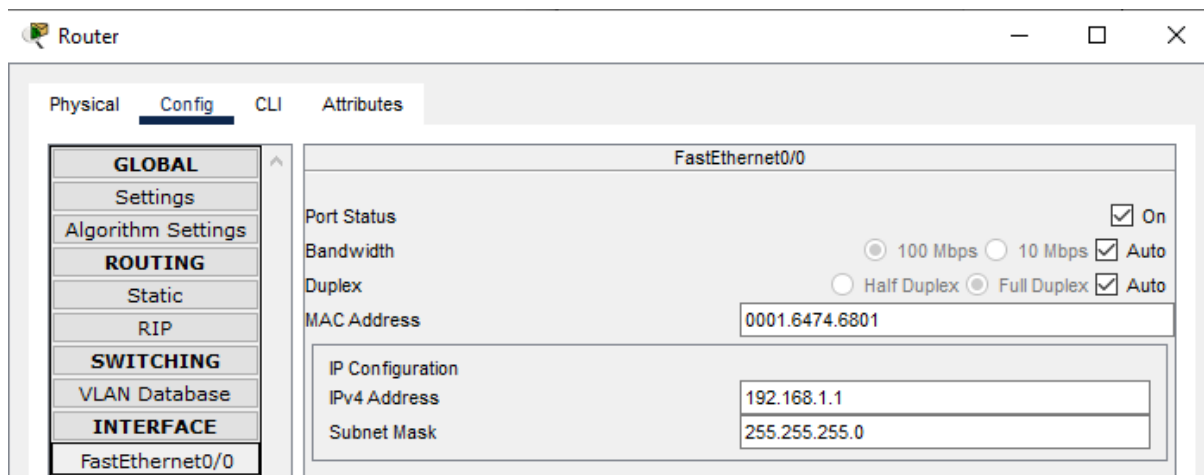 Router
Physical Config CLI Attributes
GLOBAL
Settings
Algorithm Settings
ROUTING
Static
RIP
SWITCHING
VLAN Database
INTERFACE
FastEthernet0/0
FastEthernet0/0
Port Status On
Bandwidth 100 Mbps 10 Mbps Auto
Duplex Half Duplex Full Duplex Auto
MAC Address 0001.6474.6801
IP Configuration
IPv4 Address 192.168.1.1
Subnet Mask 255.255.255.0